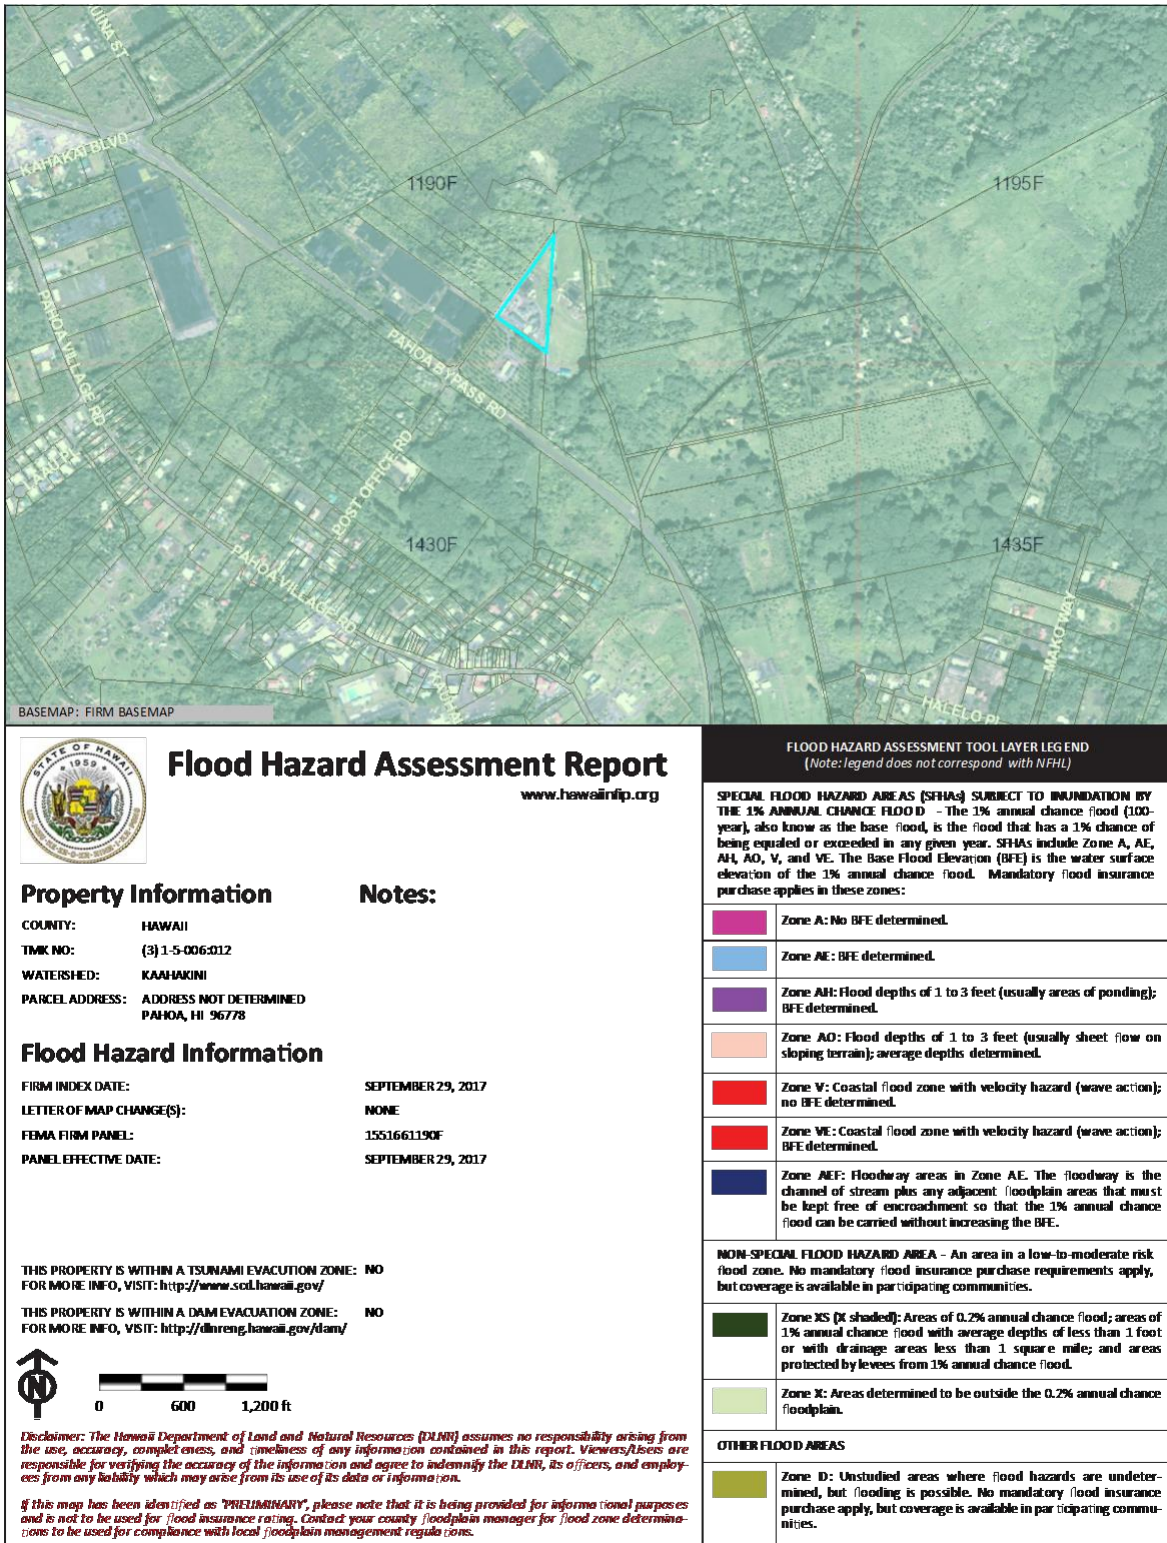 KAHAKAI BLVD
1190F
1195F
PAHOA VILLAGE RD
PAHOA BYPASS RD
POST OFFICE RD
1430F
1435F
PAHOA VILLAGE RD
MAKO WAY
HALELO PL
BASEMAP: FIRM BASEMAP
STATE OF HAWAII
1959
Flood Hazard Assessment Report
www.hawaiinfip.org
Property Information
Notes:
COUNTY: HAWAII
TMK NO: (3) 1-5-006:012
WATERSHED: KAAHAKINI
PARCEL ADDRESS: ADDRESS NOT DETERMINED
PAHOA, HI 96778
Flood Hazard Information
FIRM INDEX DATE: SEPTEMBER 29, 2017
LETTER OF MAP CHANGE(S): NONE
FEMA FIRM PANEL: 1551661190F
PANEL EFFECTIVE DATE: SEPTEMBER 29, 2017
THIS PROPERTY IS WITHIN A TSUNAMI EVACUATION ZONE: NO
FOR MORE INFO, VISIT: http://www.scd.hawaii.gov/
THIS PROPERTY IS WITHIN A DAM EVACUATION ZONE: NO
FOR MORE INFO, VISIT: http://dlnreng.hawaii.gov/dam/
N
0 600 1,200 ft
Disclaimer: The Hawaii Department of Land and Natural Resources (DLNR) assumes no responsibility arising from
the use, accuracy, completeness, and timeliness of any information contained in this report. Viewers/Users are
responsible for verifying the accuracy of the information and agree to indemnify the DLNR, its officers, and employ-
ees from any liability which may arise from its use of its data or information.
If this map has been identified as 'PRELIMINARY', please note that it is being provided for informational purposes
and is not to be used for flood insurance rating. Contact your county floodplain manager for flood zone determina-
tions to be used for compliance with local floodplain management regulations.
FLOOD HAZARD ASSESSMENT TOOL LAYER LEGEND
(Note: legend does not correspond with NFHL)
SPECIAL FLOOD HAZARD AREAS (SFHAs) SUBJECT TO INUNDATION BY
THE 1% ANNUAL CHANCE FLOOD - The 1% annual chance flood (100-
year), also know as the base flood, is the flood that has a 1% chance of
being equaled or exceeded in any given year. SFHAs include Zone A, AE,
AH, AO, V, and VE. The Base Flood Elevation (BFE) is the water surface
elevation of the 1% annual chance flood. Mandatory flood insurance
purchase applies in these zones:
Zone A: No BFE determined.
Zone AE: BFE determined.
Zone AH: Flood depths of 1 to 3 feet (usually areas of ponding);
BFE determined.
Zone AO: Flood depths of 1 to 3 feet (usually sheet flow on
sloping terrain); average depths determined.
Zone V: Coastal flood zone with velocity hazard (wave action);
no BFE determined.
Zone VE: Coastal flood zone with velocity hazard (wave action);
BFE determined.
Zone AEF: Floodway areas in Zone AE. The floodway is the
channel of stream plus any adjacent floodplain areas that must
be kept free of encroachment so that the 1% annual chance
flood can be carried without increasing the BFE.
NON-SPECIAL FLOOD HAZARD AREA - An area in a low-to-moderate risk
flood zone. No mandatory flood insurance purchase requirements apply,
but coverage is available in participating communities.
Zone XS (X shaded): Areas of 0.2% annual chance flood; areas of
1% annual chance flood with average depths of less than 1 foot
or with drainage areas less than 1 square mile; and areas
protected by levees from 1% annual chance flood.
Zone X: Areas determined to be outside the 0.2% annual chance
floodplain.
OTHER FLOOD AREAS
Zone D: Unstudied areas where flood hazards are undeter-
mined, but flooding is possible. No mandatory flood insurance
purchase apply, but coverage is available in participating commu-
nities.